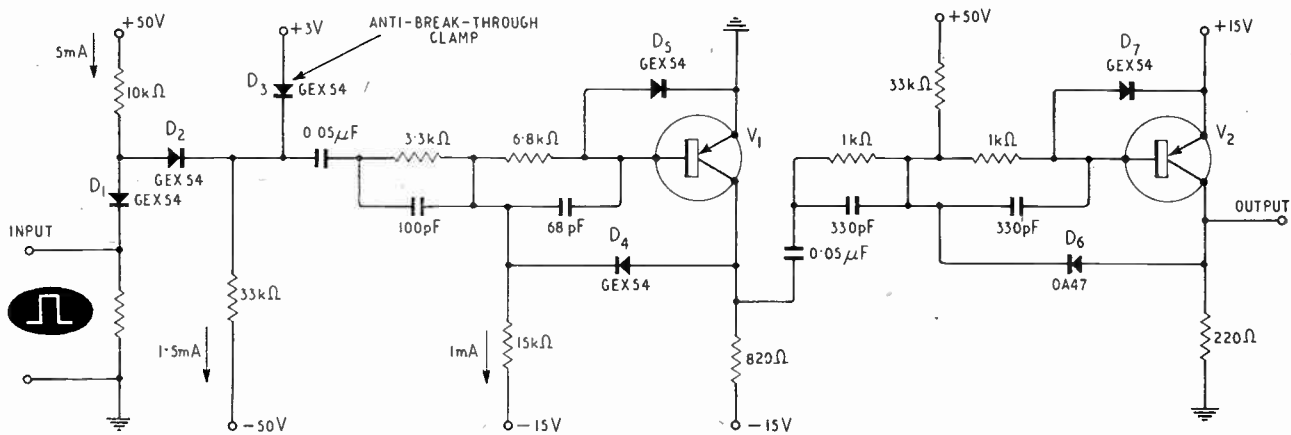 +50V
5mA
10kΩ
+3V
ANTI-BREAK-THROUGH
CLAMP
D3
GEX54
D2
GEX54
D1
GEX54
INPUT
33kΩ
1·5mA
-50V
0·05μF
3·3kΩ
100pF
6·8kΩ
68pF
D5
GEX54
V1
D4
GEX54
1mA
15kΩ
-15V
820Ω
-15V
+50V
33kΩ
1kΩ
330pF
0·05μF
1kΩ
330pF
D7
GEX54
+15V
V2
D6
OA47
OUTPUT
220Ω